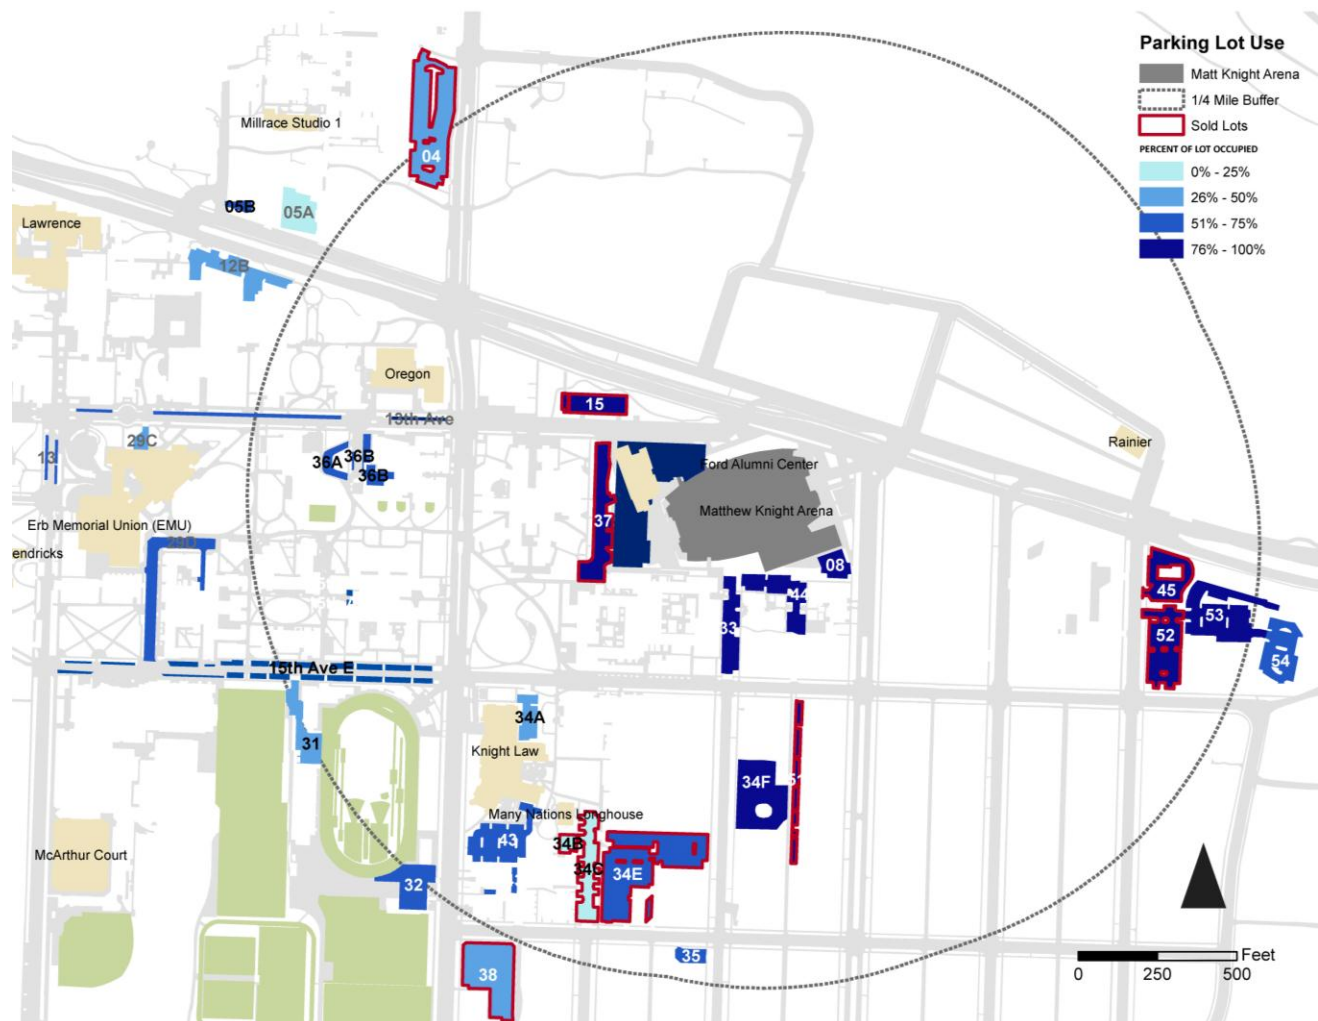 Parking Lot Use
Matt Knight Arena
1/4 Mile Buffer
Sold Lots
PERCENT OF LOT OCCUPIED
0% - 25%
26% - 50%
51% - 75%
76% - 100%
Millrace Studio 1
04
05B
05A
Lawrence
12B
Oregon
15
13th Ave
29C
13
36A
36B
36B
Rainier
Ford Alumni Center
Matthew Knight Arena
37
Erb Memorial Union (EMU)
29D
endricks
08
44
33
45
53
52
54
15th Ave E
34A
31
Knight Law
34F
51
Many Nations Longhouse
43
34B
34C
34E
McArthur Court
32
35
38
Feet
0 250 500